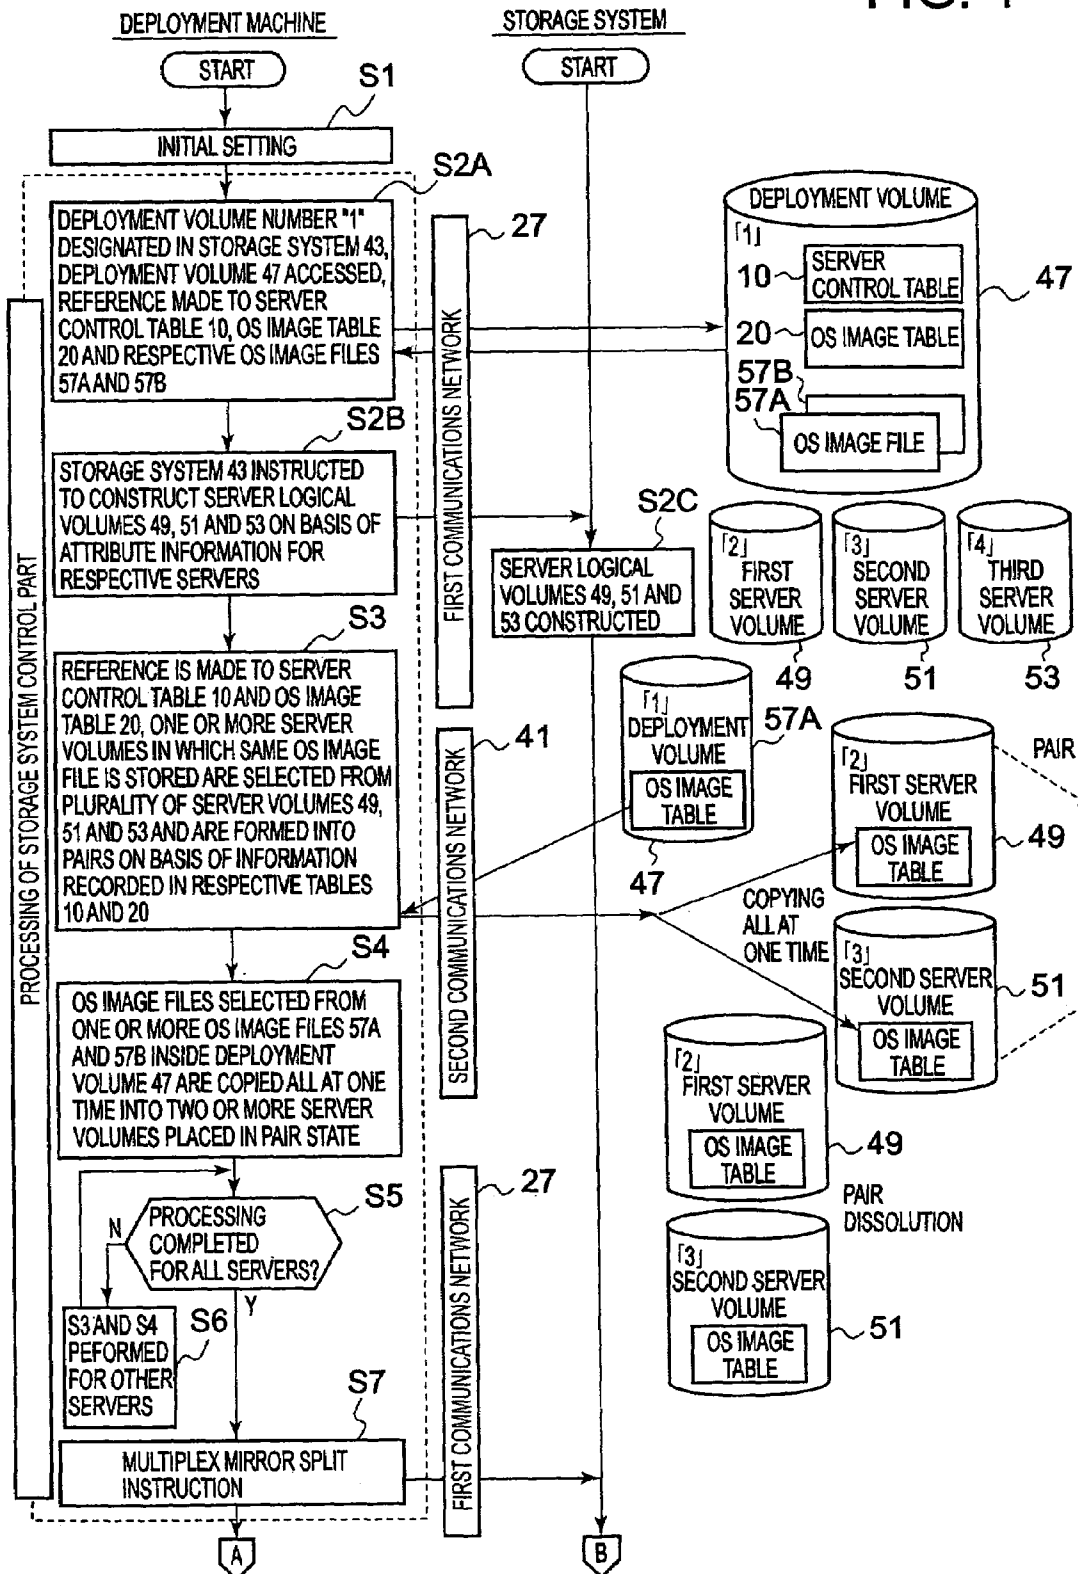 FIG.
DEPLOYMENT MACHINE
STORAGE SYSTEM
START
START
S1
INITIAL SETTING
S2A
DEPLOYMENT VOLUME NUMBER "1"
DESIGNATED IN STORAGE SYSTEM 43,
DEPLOYMENT VOLUME 47 ACCESSED,
REFERENCE MADE TO SERVER
CONTROL TABLE 10, OS IMAGE TABLE
20 AND RESPECTIVE OS IMAGE FILES
57A AND 57B
27
FIRST COMMUNICATIONS NETWORK
DEPLOYMENT VOLUME
「1」
10
SERVER
CONTROL TABLE
47
20
OS IMAGE TABLE
57B
57A
OS IMAGE FILE
PROCESSING OF STORAGE SYSTEM CONTROL PART
S2B
STORAGE SYSTEM 43 INSTRUCTED
TO CONSTRUCT SERVER LOGICAL
VOLUMES 49, 51 AND 53 ON BASIS OF
ATTRIBUTE INFORMATION FOR
RESPECTIVE SERVERS
S2C
SERVER LOGICAL
VOLUMES 49, 51 AND
53 CONSTRUCTED
「2」
FIRST
SERVER
VOLUME
49
「3」
SECOND
SERVER
VOLUME
51
「4」
THIRD
SERVER
VOLUME
53
S3
REFERENCE IS MADE TO SERVER
CONTROL TABLE 10 AND OS IMAGE
TABLE 20, ONE OR MORE SERVER
VOLUMES IN WHICH SAME OS IMAGE
FILE IS STORED ARE SELECTED FROM
PLURALITY OF SERVER VOLUMES 49,
51 AND 53 AND ARE FORMED INTO
PAIRS ON BASIS OF INFORMATION
RECORDED IN RESPECTIVE TABLES
10 AND 20
41
SECOND COMMUNICATIONS NETWORK
「1」
DEPLOYMENT
VOLUME
57A
OS IMAGE
TABLE
47
PAIR
「2」
FIRST SERVER
VOLUME
OS IMAGE
TABLE
49
COPYING
ALL AT
ONE TIME
「3」
SECOND SERVER
VOLUME
OS IMAGE
TABLE
51
S4
OS IMAGE FILES SELECTED FROM
ONE OR MORE OS IMAGE FILES 57A
AND 57B INSIDE DEPLOYMENT
VOLUME 47 ARE COPIED ALL AT ONE
TIME INTO TWO OR MORE SERVER
VOLUMES PLACED IN PAIR STATE
「2」
FIRST SERVER
VOLUME
OS IMAGE
TABLE
49
PAIR
DISSOLUTION
「3」
SECOND SERVER
VOLUME
OS IMAGE
TABLE
51
S5
PROCESSING
COMPLETED
FOR ALL SERVERS?
N
Y
S6
S3 AND S4
PEFORMED
FOR OTHER
SERVERS
27
FIRST COMMUNICATIONS NETWORK
S7
MULTIPLEX MIRROR SPLIT
INSTRUCTION
A
B